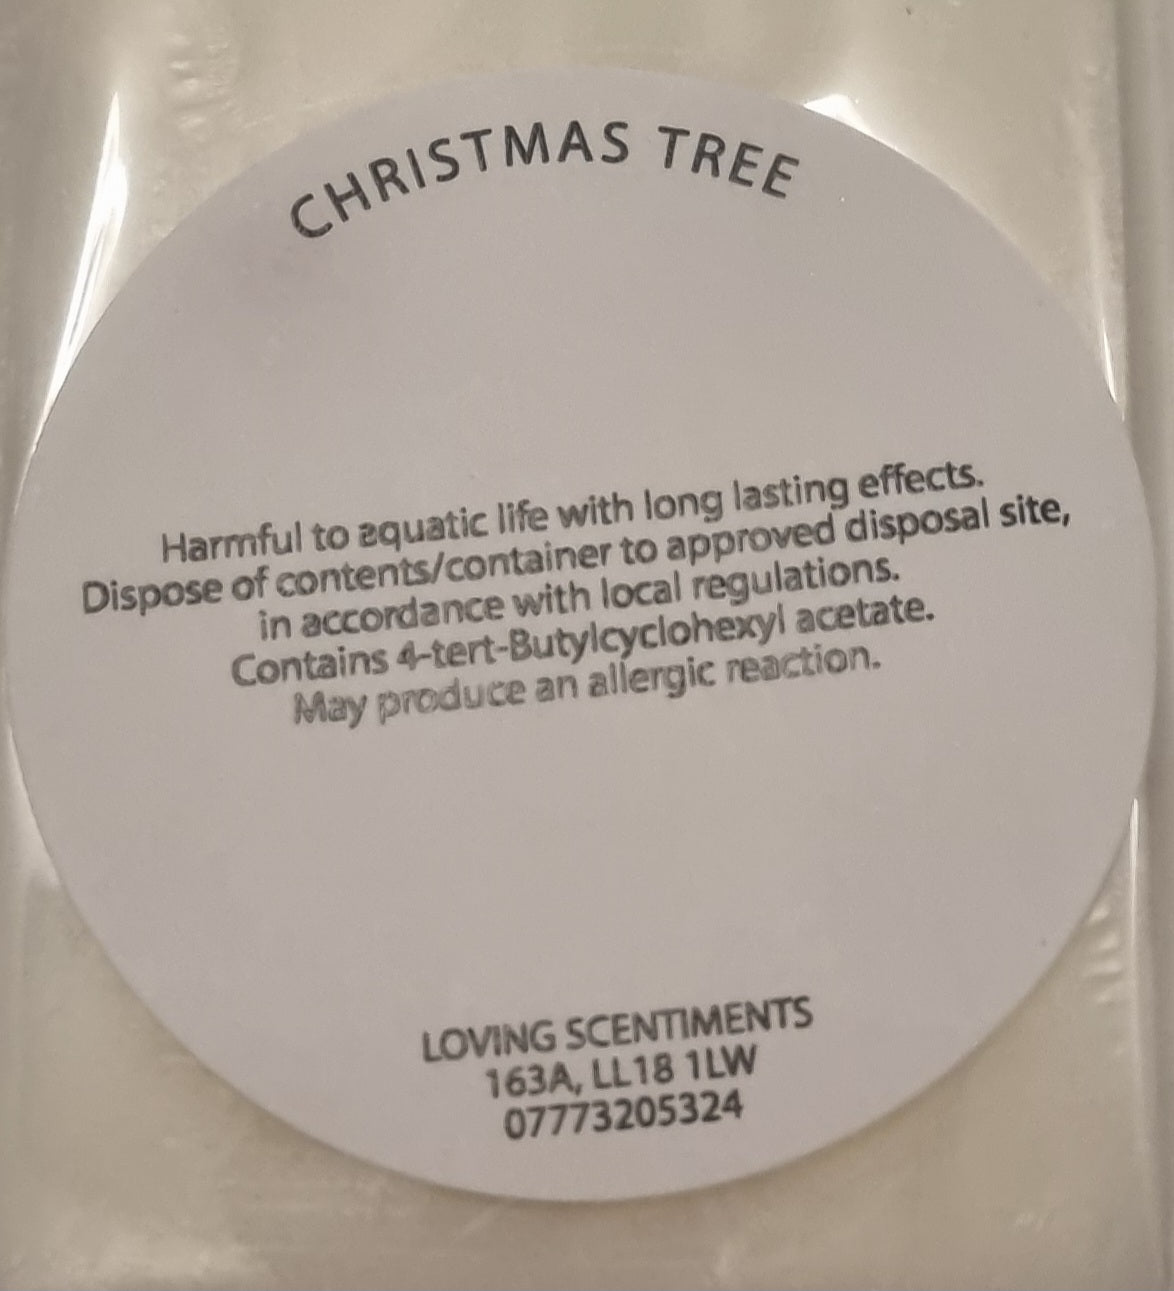 CHRISTMAS TREE
Harmful to aquatic life with long lasting effects.
Dispose of contents/container to approved disposal site,
in accordance with local regulations.
Contains 4-tert-Butylcyclohexyl acetate.
May produce an allergic reaction.
LOVING SCENTIMENTS
163A, LL18 1LW
07773205324